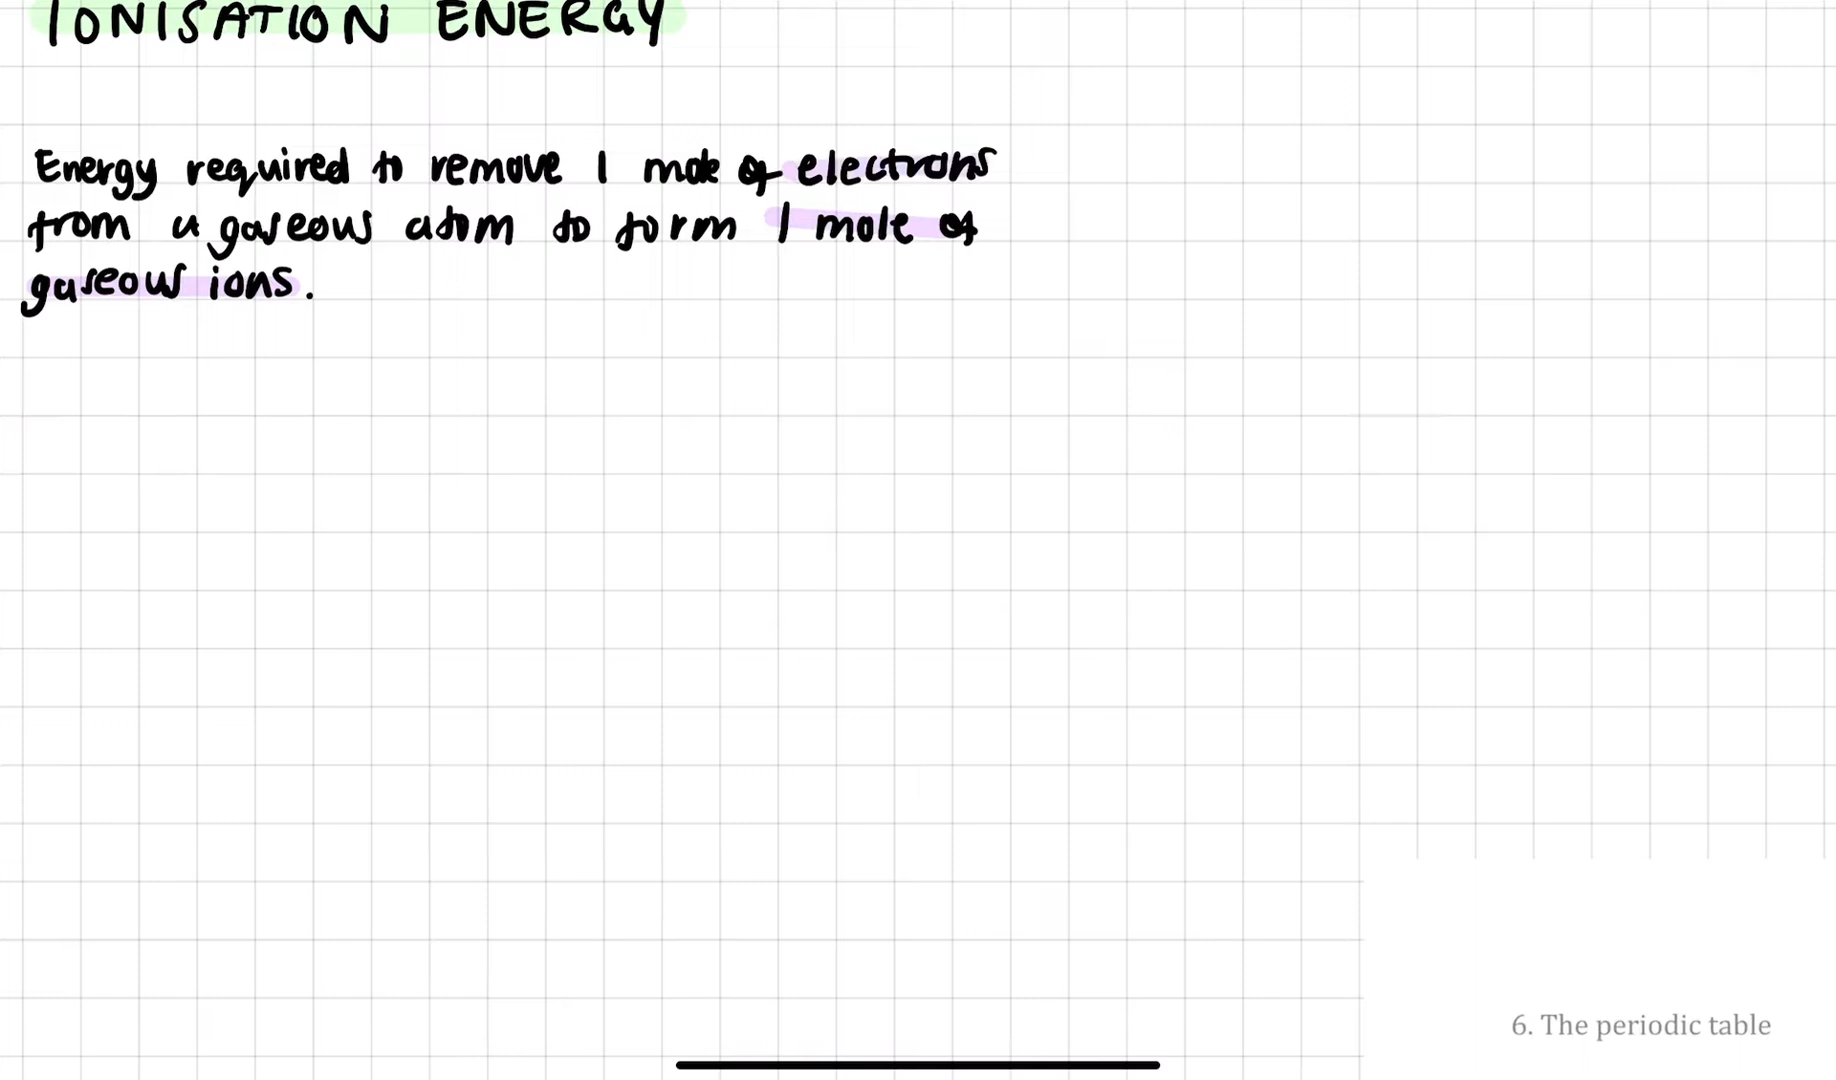 IONISATION ENERGY
Energy required to remove 1 mole of electrons
from a gaseous atom to form 1 mole of
gaseous ions.
6. The periodic table